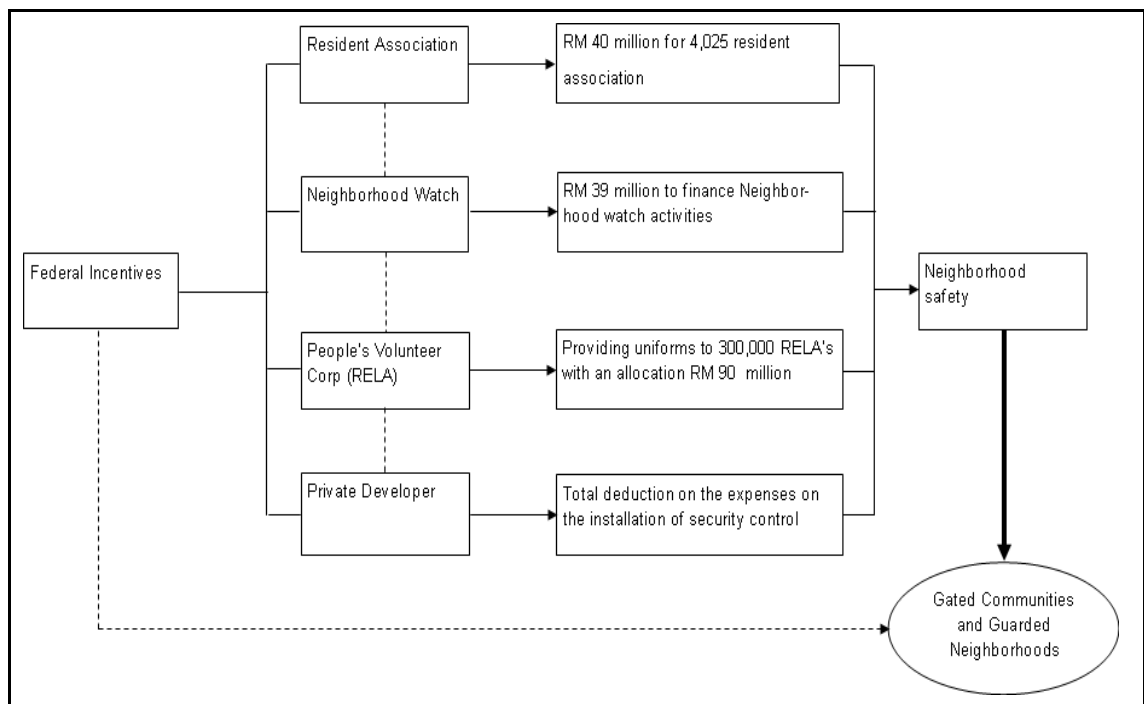 Resident Association
RM 40 million for 4,025 resident
association
Neighborhood Watch
RM 39 million to finance Neighbor-
hood watch activities
Federal Incentives
Neighborhood
safety
People's Volunteer
Corp (RELA)
Providing uniforms to 300,000 RELA's
with an allocation RM 90 million
Private Developer
Total deduction on the expenses on
the installation of security control
Gated Communities
and Guarded
Neighborhoods